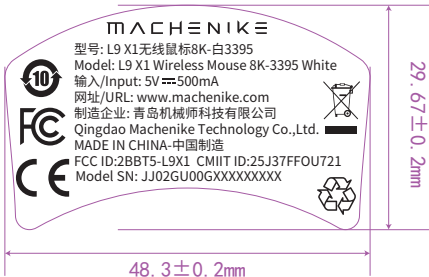 MACHENIKE
型号: L9 X1无线鼠标8K-白3395
Model: L9 X1 Wireless Mouse 8K-3395 White
输入/Input: 5V⎓500mA
网址/URL: www.machenike.com
制造企业: 青岛机械师科技有限公司
Qingdao Machenike Technology Co.,Ltd.
MADE IN CHINA-中国制造
FCC ID:2BBT5-L9X1 CMIIT ID:25J37FFOU721
Model SN: JJ02GU00GXXXXXXXXX
10
FC
CE
29.67±0.2mm
48.3±0.2mm